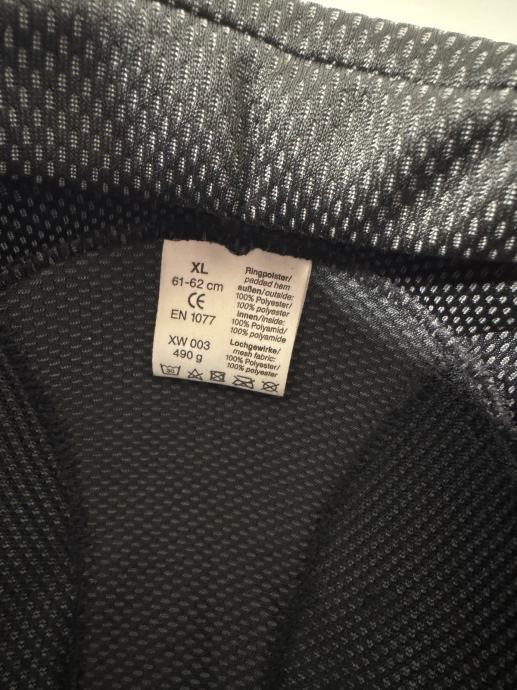 XL
61-62 cm
CE
EN 1077
XW 003
490 g
30
Ringpolster/
padded hem
außen/outside:
100% Polyester/
100% polyester
innen/inside:
100% Polyamid/
100% polyamide
Lochgewirke/
mesh fabric:
100% Polyester/
100% polyester